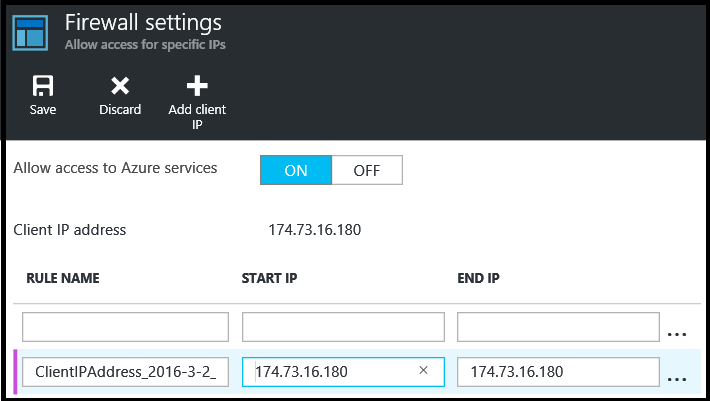 Firewall settings
Allow access for specific IPs
Save
Discard
Add client
IP
Allow access to Azure services
ON
OFF
Client IP address
174.73.16.180
RULE NAME
START IP
END IP
...
ClientIPAddress_2016-3-2_
174.73.16.180
×
174.73.16.180
...